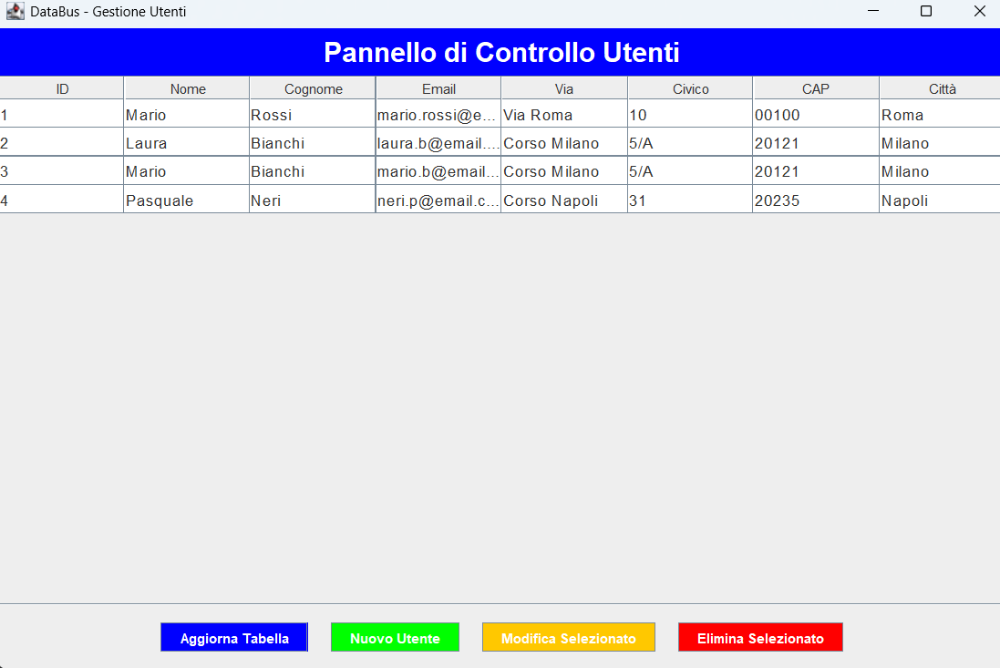 DataBus - Gestione Utenti
Pannello di Controllo Utenti
ID Nome Cognome Email Via Civico CAP Città
1 Mario Rossi mario.rossi@e... Via Roma 10 00100 Roma
2 Laura Bianchi laura.b@email.... Corso Milano 5/A 20121 Milano
3 Mario Bianchi mario.b@email... Corso Milano 5/A 20121 Milano
4 Pasquale Neri neri.p@email.c... Corso Napoli 31 20235 Napoli
Aggiorna Tabella Nuovo Utente Modifica Selezionato Elimina Selezionato